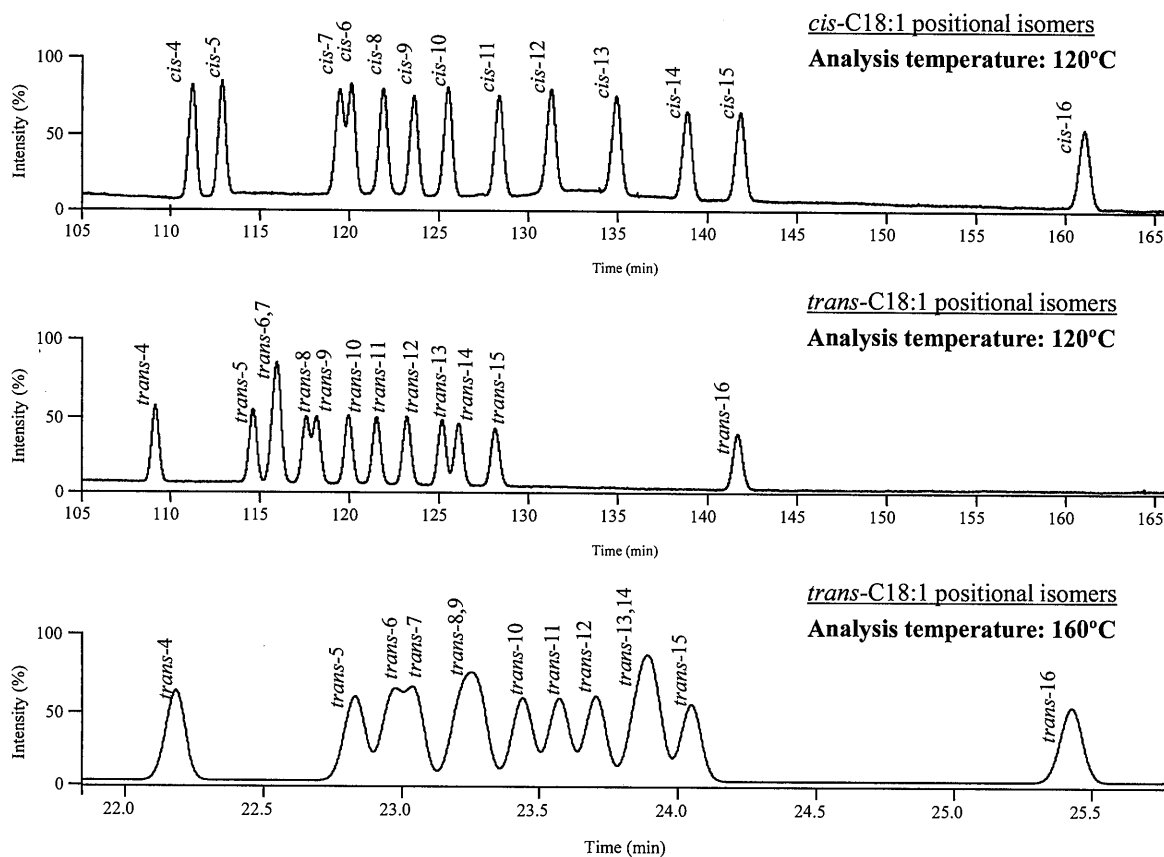 cis-C18:1 positional isomers
Analysis temperature: 120ºC
cis-4
cis-5
cis-7
cis-6
cis-8
cis-9
cis-10
cis-11
cis-12
cis-13
cis-14
cis-15
cis-16
Intensity (%)
100
50
0
105 110 115 120 125 130 135 140 145 150 155 160 165
Time (min)
trans-C18:1 positional isomers
Analysis temperature: 120ºC
trans-4
trans-5
trans-6,7
trans-8
trans-9
trans-10
trans-11
trans-12
trans-13
trans-14
trans-15
trans-16
Intensity (%)
100
50
0
105 110 115 120 125 130 135 140 145 150 155 160 165
Time (min)
trans-C18:1 positional isomers
Analysis temperature: 160ºC
trans-4
trans-5
trans-6
trans-7
trans-8,9
trans-10
trans-11
trans-12
trans-13,14
trans-15
trans-16
Intensity (%)
100
50
0
22.0 22.5 23.0 23.5 24.0 24.5 25.0 25.5
Time (min)